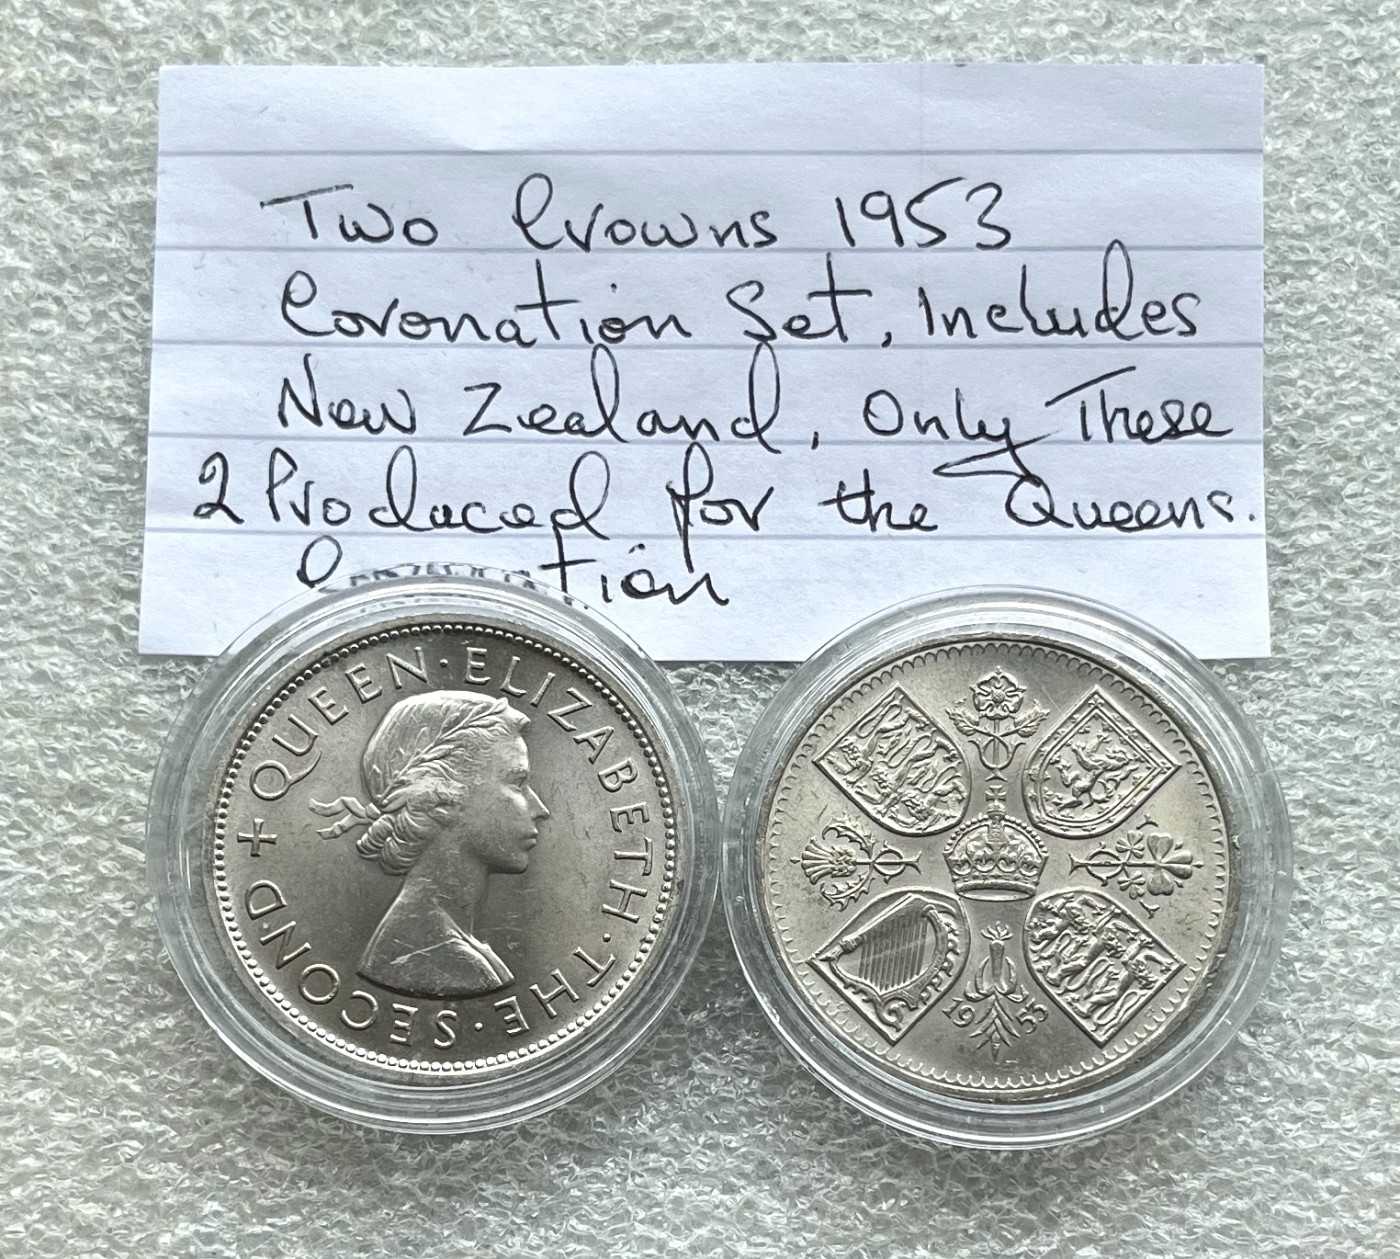 Two Crowns 1953
Coronation Set, Includes
New Zealand, Only These
2 Produced for the Queens.
Coronation
+ QUEEN · ELIZABETH · THE · SECOND
1953